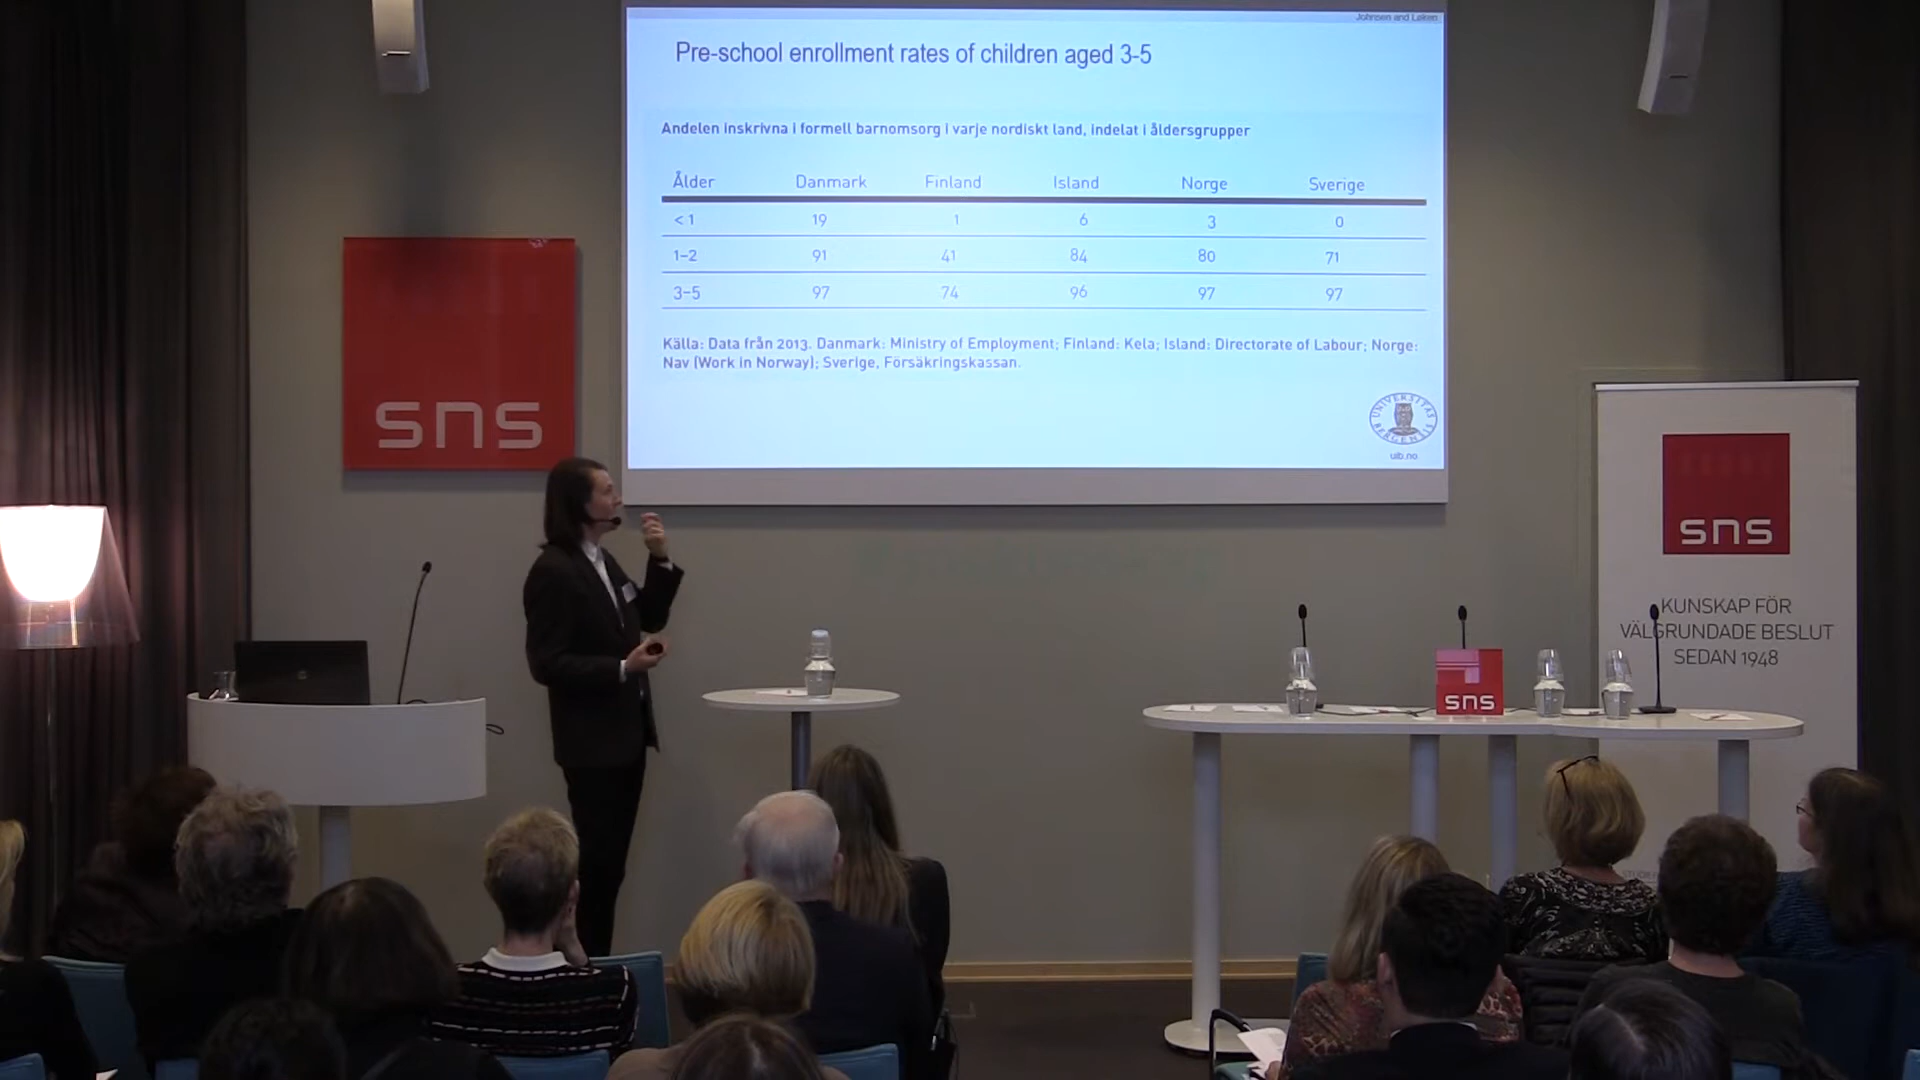 Johnsen and Løken
Pre-school enrollment rates of children aged 3-5
Andelen inskrivna i formell barnomsorg i varje nordiskt land, indelat i åldersgrupper
Ålder Danmark Finland Island Norge Sverige
< 1 19 1 6 3 0
1–2 91 41 84 80 71
3–5 97 74 96 97 97
Källa: Data från 2013. Danmark: Ministry of Employment; Finland: Kela; Island: Directorate of Labour; Norge:
Nav (Work in Norway); Sverige, Försäkringskassan.
UNIVERSITAS
BERGENSIS
uib.no
sns
sns
KUNSKAP FÖR
VÄLGRUNDADE BESLUT
SEDAN 1948
sns